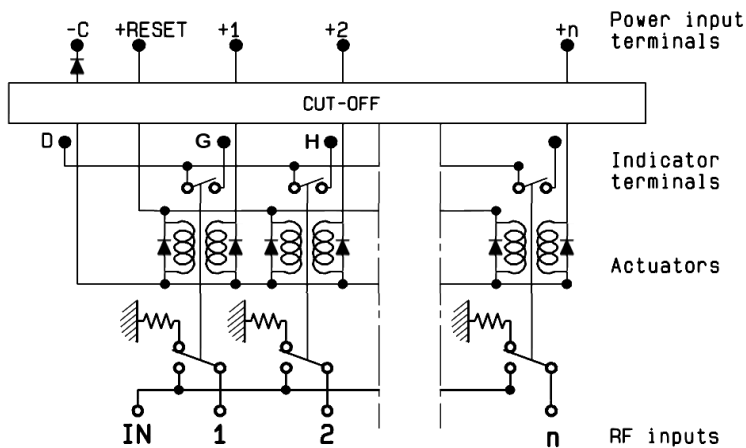 -C +RESET +1 +2 +n
Power input
terminals
CUT-OFF
D G H
Indicator
terminals
Actuators
IN 1 2 n
RF inputs